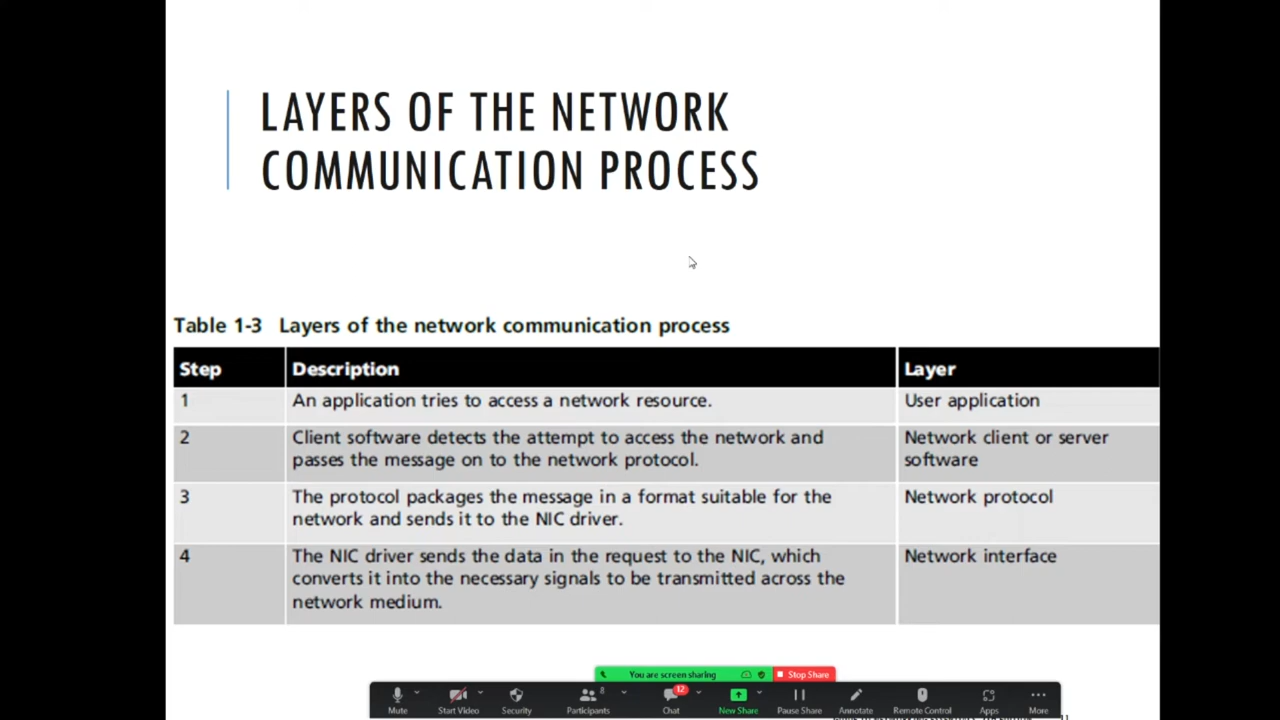 LAYERS OF THE NETWORK
COMMUNICATION PROCESS
Table 1-3 Layers of the network communication process
Step Description Layer
1 An application tries to access a network resource. User application
2 Client software detects the attempt to access the network and Network client or server
passes the message on to the network protocol. software
3 The protocol packages the message in a format suitable for the Network protocol
network and sends it to the NIC driver.
4 The NIC driver sends the data in the request to the NIC, which Network interface
converts it into the necessary signals to be transmitted across the
network medium.
You are screen sharing Stop Share
8 12
Mute Start Video Security Participants Chat New Share Pause Share Annotate Remote Control Apps More